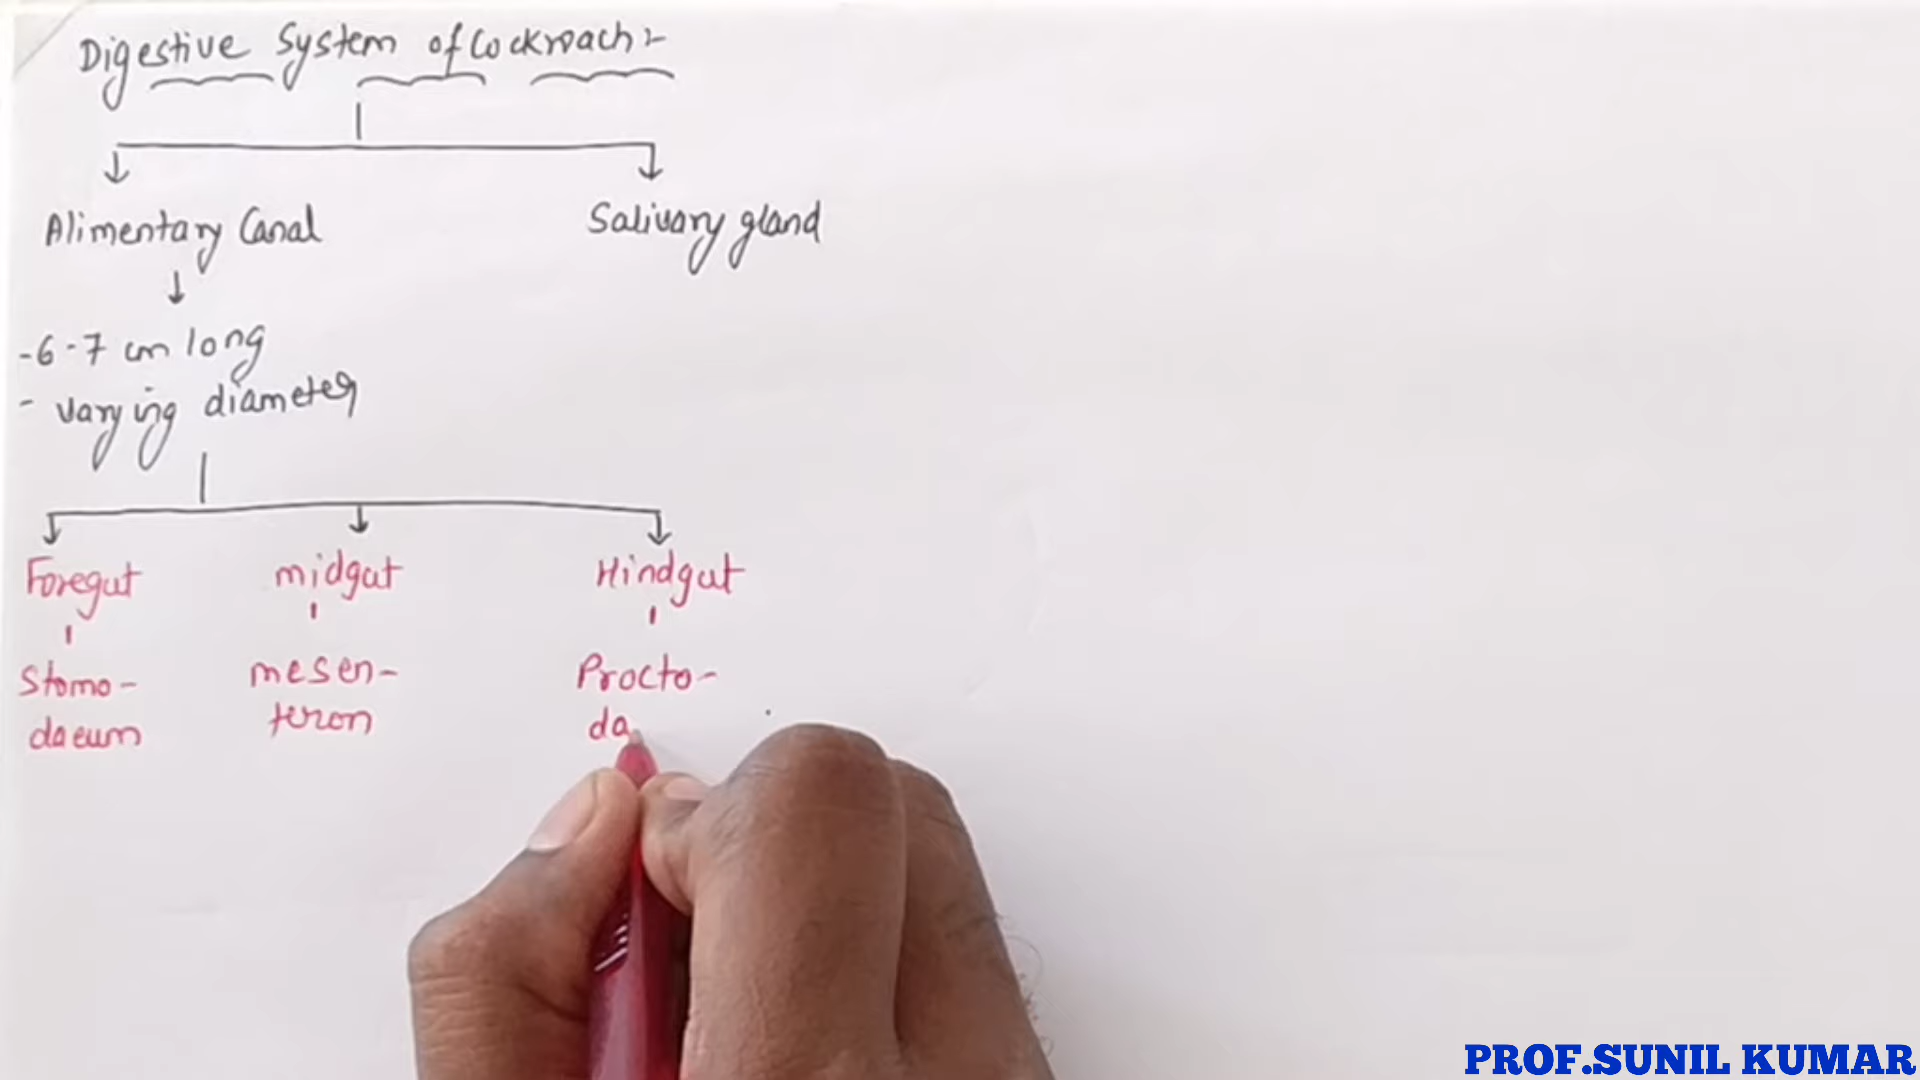 Digestive System of Cockroach :-
Alimentary Canal
Salivary gland
- 6-7 cm long
- varying diameter
Foregut
midgut
Hindgut
Stomo-
daeum
mesen-
teron
Procto-
da
PROF.SUNIL KUMAR